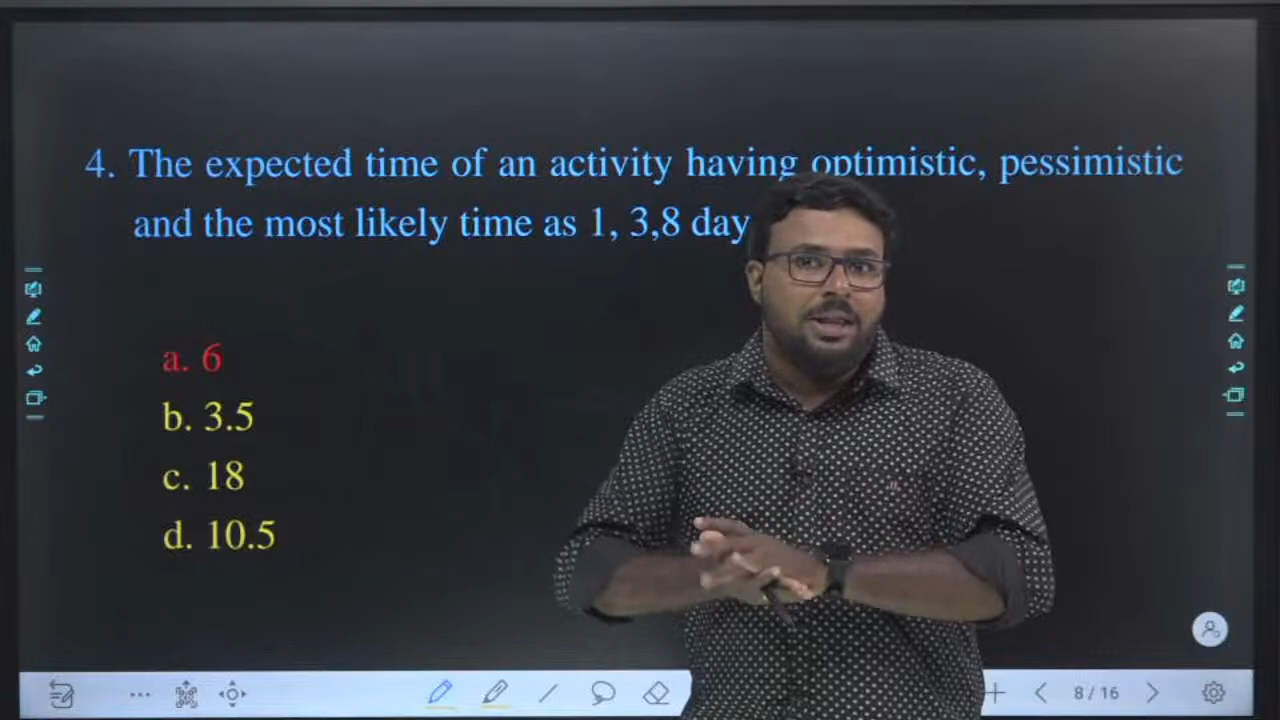 4. The expected time of an activity having optimistic, pessimistic
and the most likely time as 1, 3,8 day
a. 6
b. 3.5
c. 18
d. 10.5
8 / 16